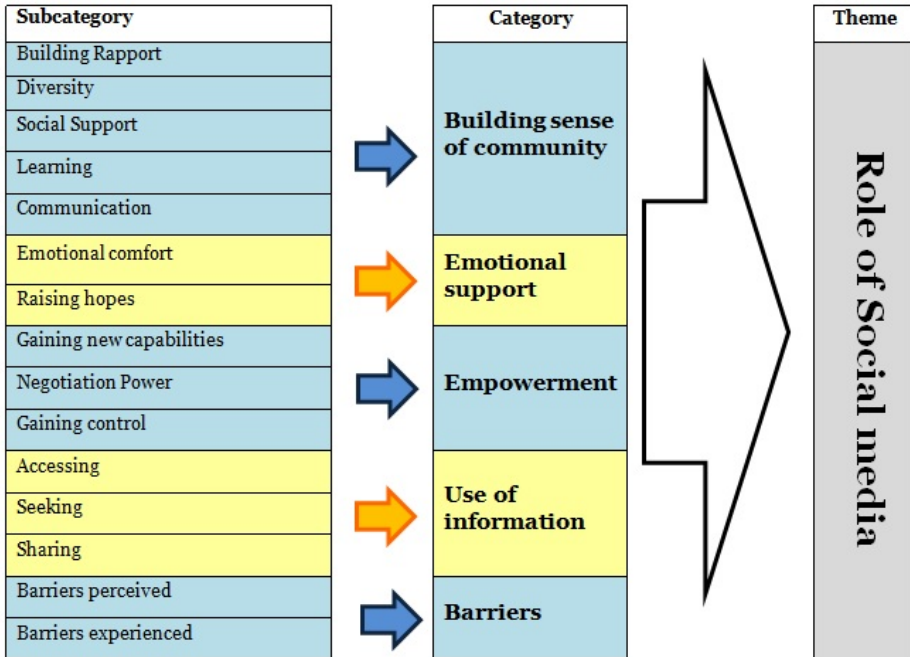 Subcategory
Building Rapport
Diversity
Social Support
Learning
Communication
Emotional comfort
Raising hopes
Gaining new capabilities
Negotiation Power
Gaining control
Accessing
Seeking
Sharing
Barriers perceived
Barriers experienced
Category
Building sense
of community
Emotional
support
Empowerment
Use of
information
Barriers
Theme
Role of Social media